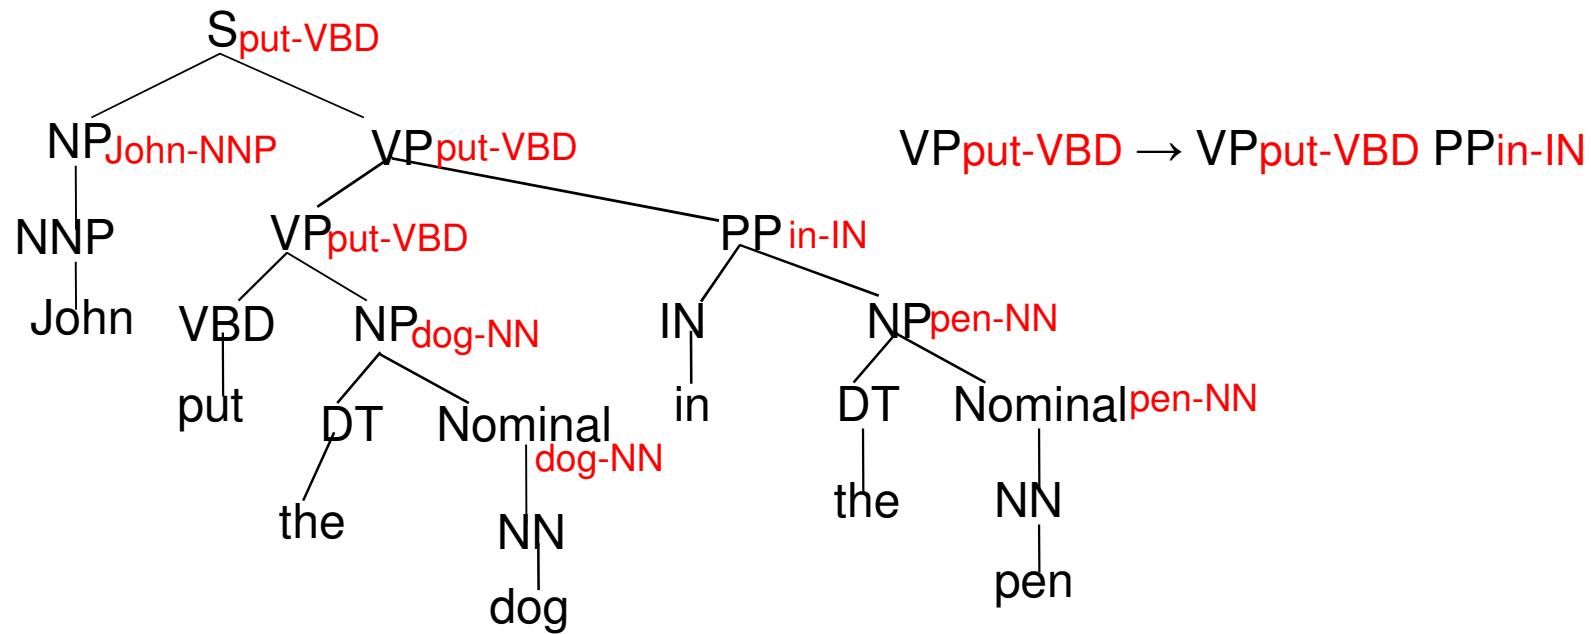 Sput-VBD
NPJohn-NNP VPput-VBD VPput-VBD → VPput-VBD PPin-IN
NNP VPput-VBD PP in-IN
John VBD NPdog-NN IN NPpen-NN
put DT Nominaldog-NN in DT Nominalpen-NN
the NN the NN
dog pen